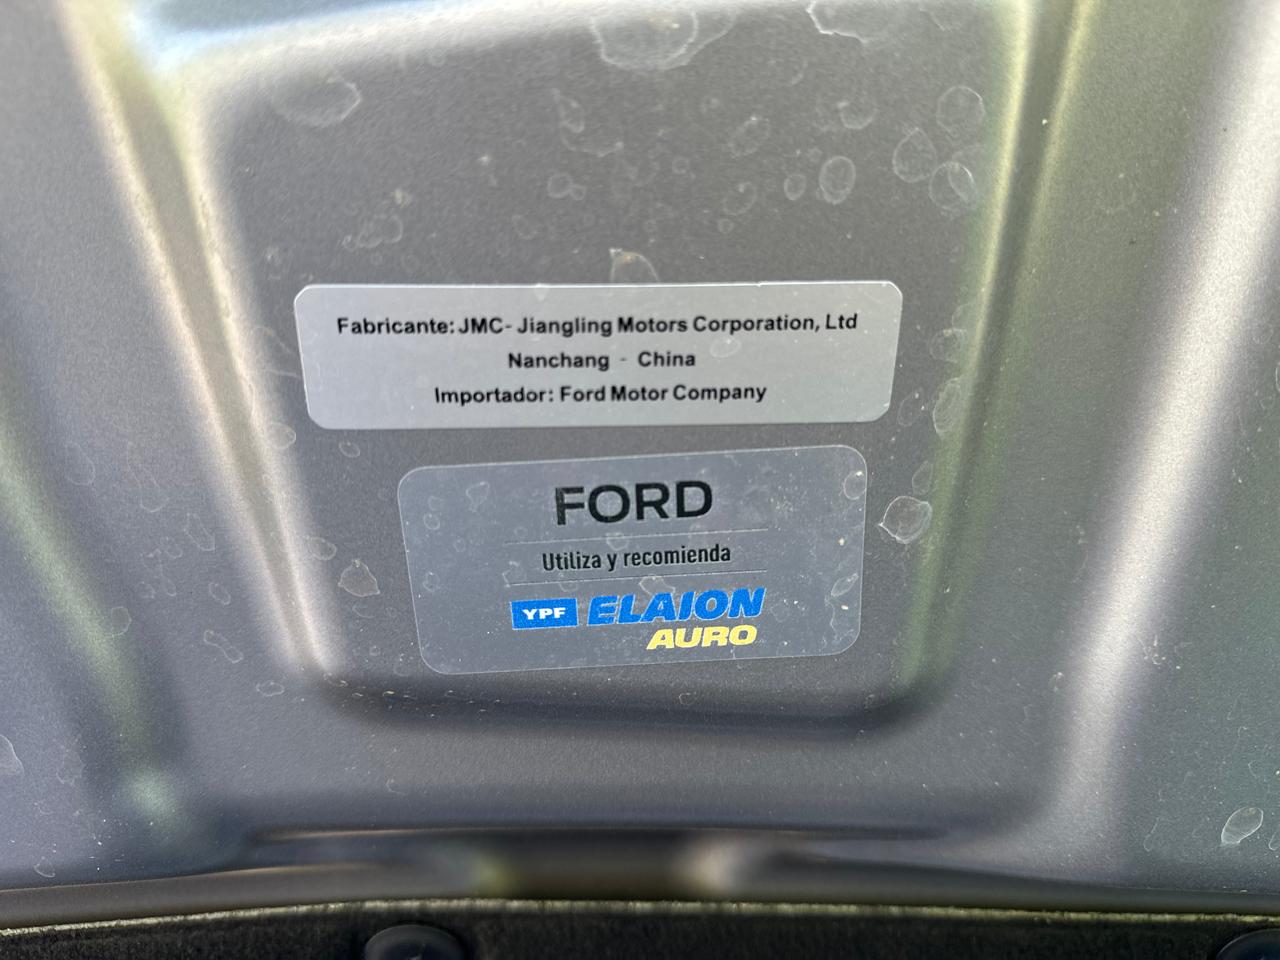 Fabricante: JMC- Jiangling Motors Corporation, Ltd
Nanchang - China
Importador: Ford Motor Company
FORD
Utiliza y recomienda
YPF ELAION
AURO